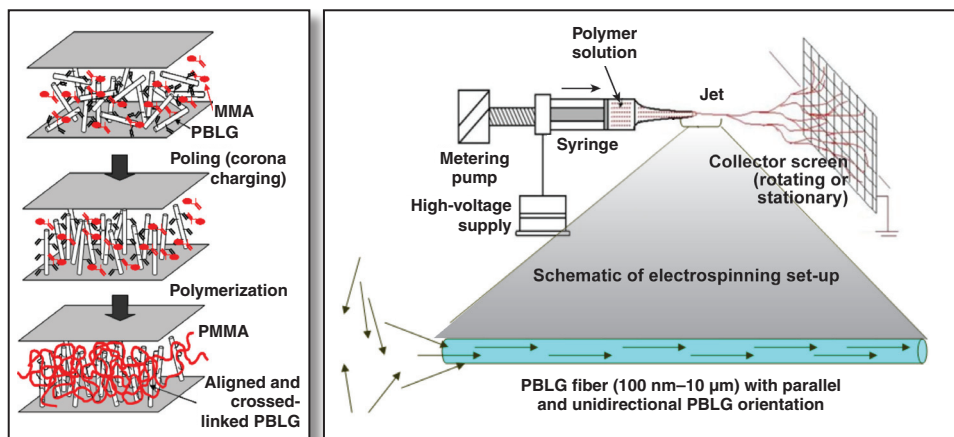 MMA
PBLG
Poling (corona
charging)
Polymerization
PMMA
Aligned and
crossed-
linked PBLG
Polymer
solution
Jet
Syringe
Metering
pump
High-voltage
supply
Collector screen
(rotating or
stationary)
Schematic of electrospinning set-up
PBLG fiber (100 nm–10 µm) with parallel
and unidirectional PBLG orientation